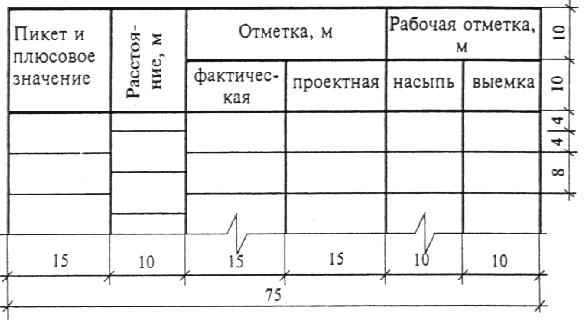 Пикет и
плюсовое
значение
Расстоя-
ние, м
Отметка, м
Рабочая отметка,
м
фактичес-
кая
проектная
насыпь
выемка
10
10
4
4
8
15
10
15
15
10
10
75